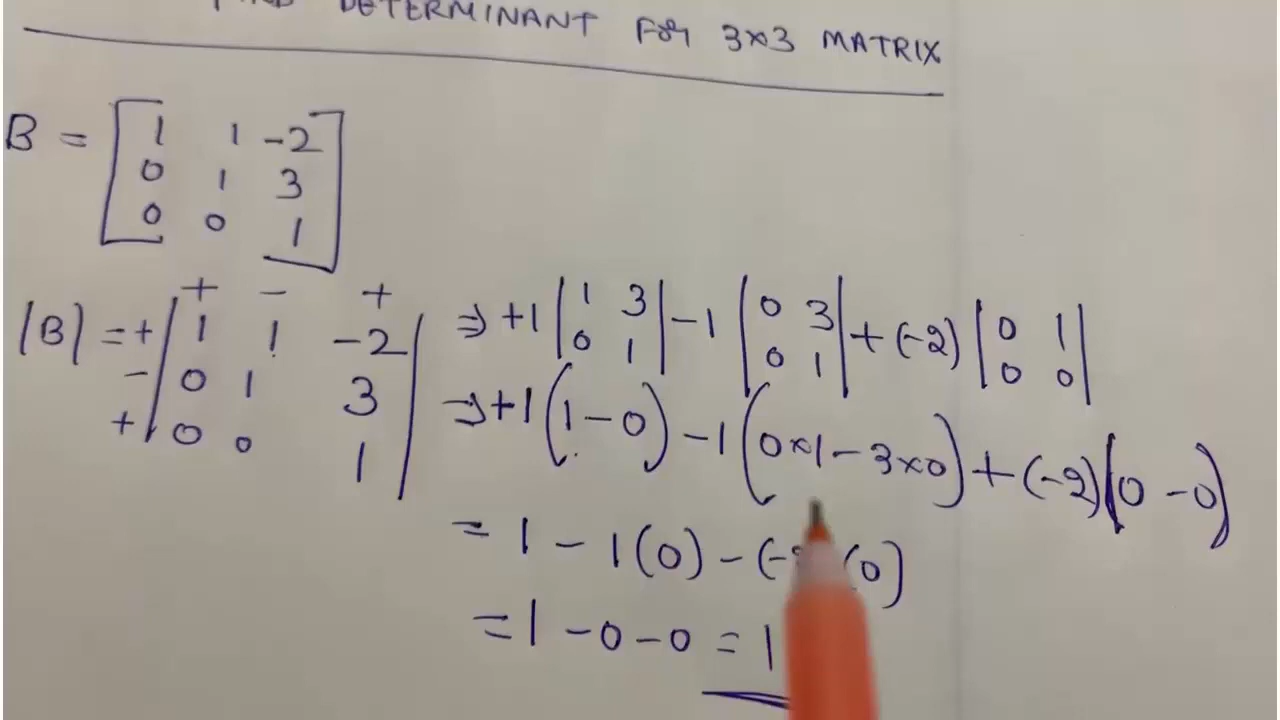 DETERMINANT For 3×3 MATRIX
B = [ 1 1 -2
0 1 3
0 0 1 ]
+ - +
|B| = + | 1 1 -2 | ⇒ +1 | 1 3 | -1 | 0 3 | + (-2) | 0 1 |
| 0 1 | | 0 1 | | 0 0 |
- 0 1 3 ⇒ +1 (1 - 0) -1 (0×1 - 3×0) + (-2) (0 - 0)
+ 0 0 1
= 1 - 1(0) - (- (0)
= 1 - 0 - 0 = 1